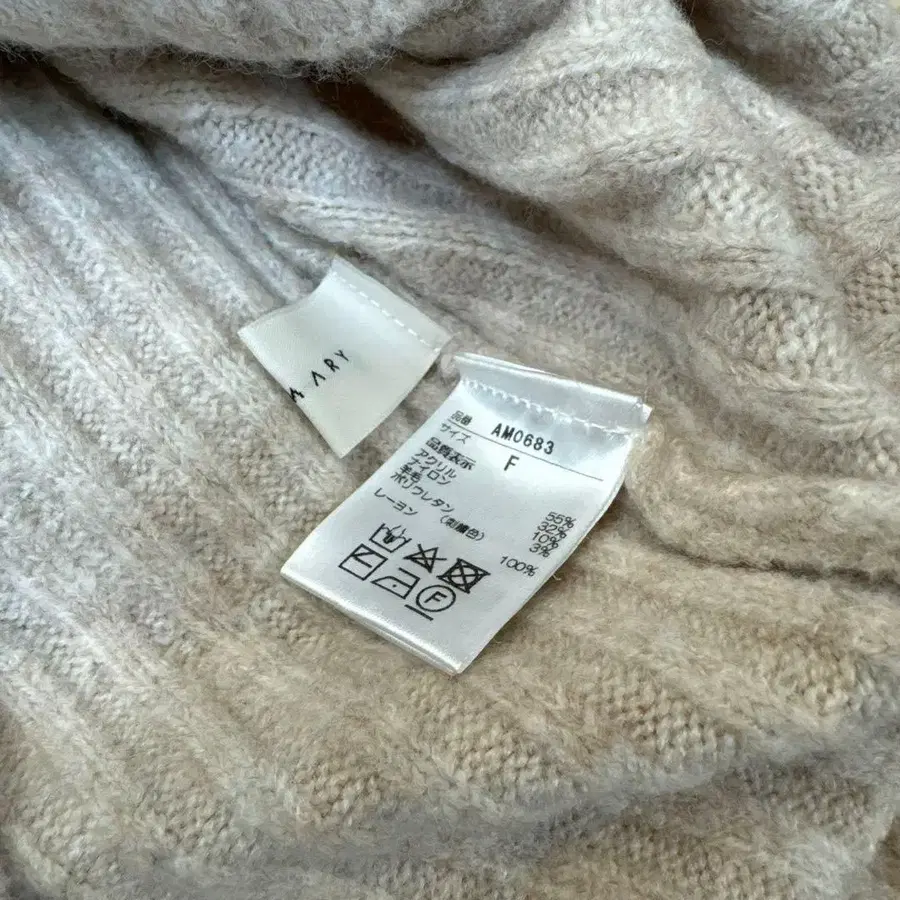 ARY
品番 AM0683
サイズ F
品質表示
アクリル 55%
ナイロン 32%
羊毛 10%
ポリウレタン 3%
(刺繍色)
レーヨン 100%
F